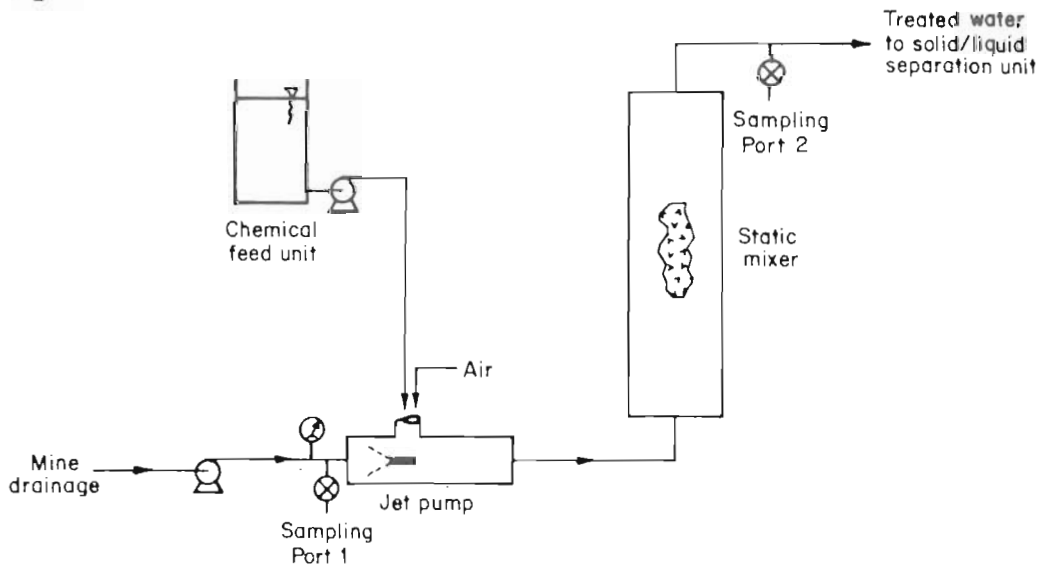 Treated water
to solid/liquid
separation unit
Sampling
Port 2
Chemical
feed unit
Static
mixer
Air
Mine
drainage
Jet pump
Sampling
Port 1